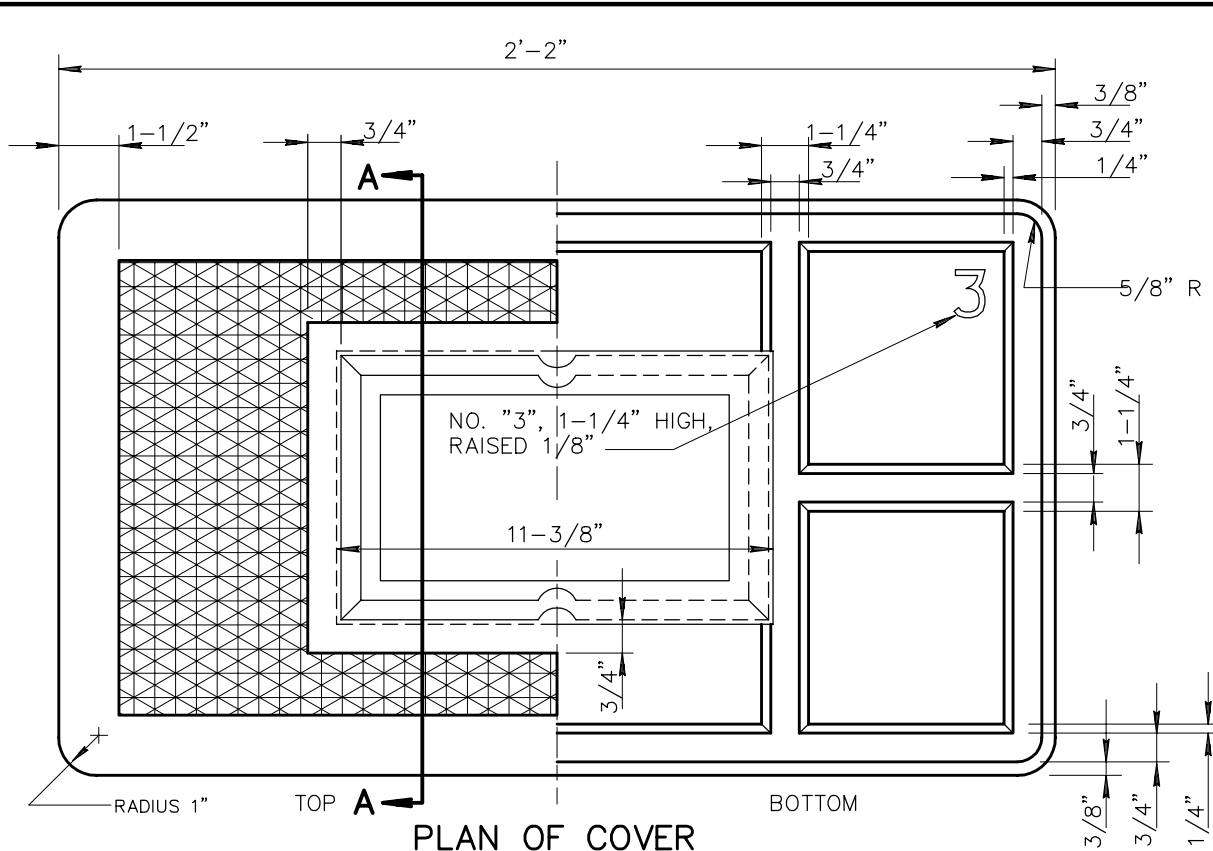 2'-2"
3/8"
1-1/2"
3/4"
1-1/4"
3/4"
3/4"
1/4"
A
5/8" R
3
3/4"
1-1/4"
NO. "3", 1-1/4" HIGH,
RAISED 1/8"
11-3/8"
3/4"
RADIUS 1"
TOP
A
BOTTOM
3/8"
3/4"
1/4"
PLAN OF COVER